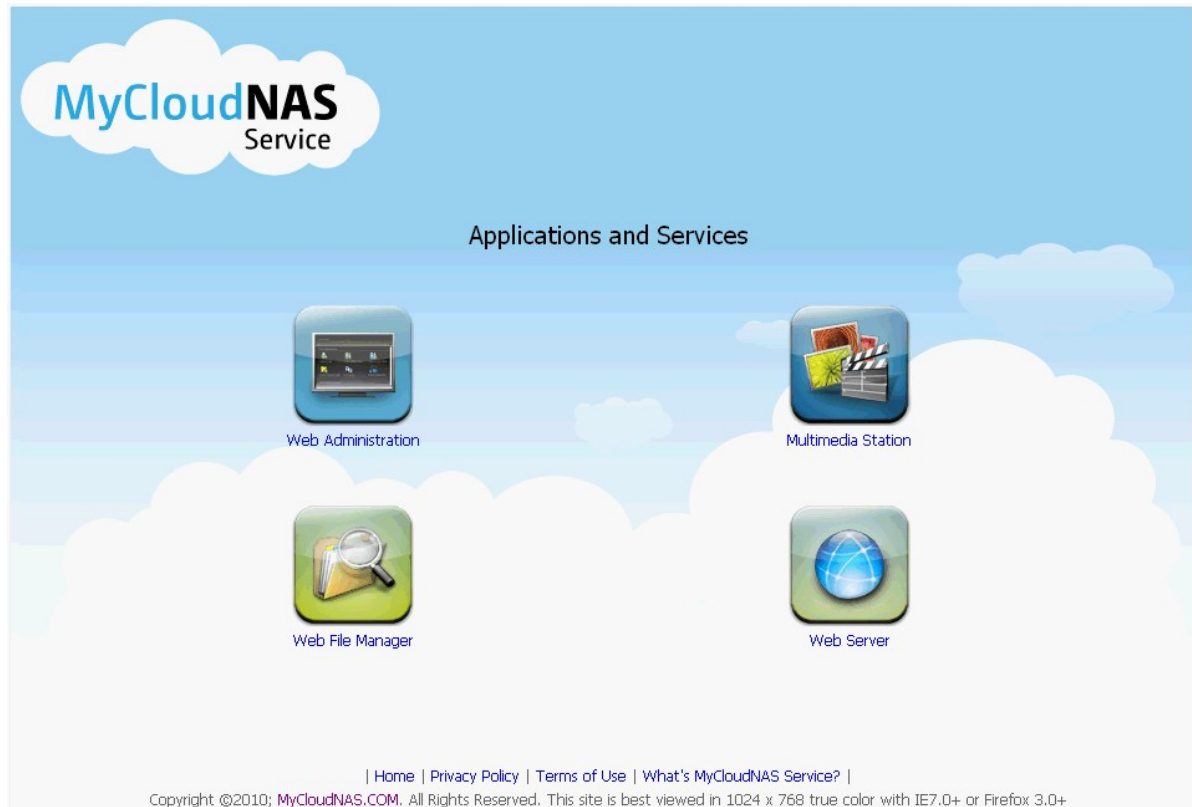 MyCloudNAS
Service
Applications and Services
Web Administration
Multimedia Station
Web File Manager
Web Server
| Home | Privacy Policy | Terms of Use | What's MyCloudNAS Service? |
Copyright ©2010; MyCloudNAS.COM. All Rights Reserved. This site is best viewed in 1024 x 768 true color with IE7.0+ or Firefox 3.0+